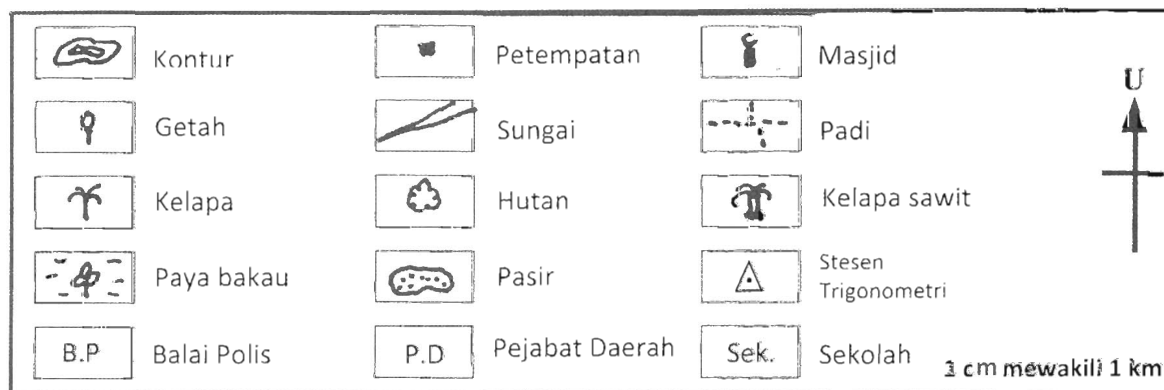 Kontur
Petempatan
Masjid
U
Getah
Sungai
Padi
Kelapa
Hutan
Kelapa sawit
Paya bakau
Pasir
Stesen
Trigonometri
B.P
Balai Polis
P.D
Pejabat Daerah
Sek.
Sekolah
1 cm mewakili 1 km